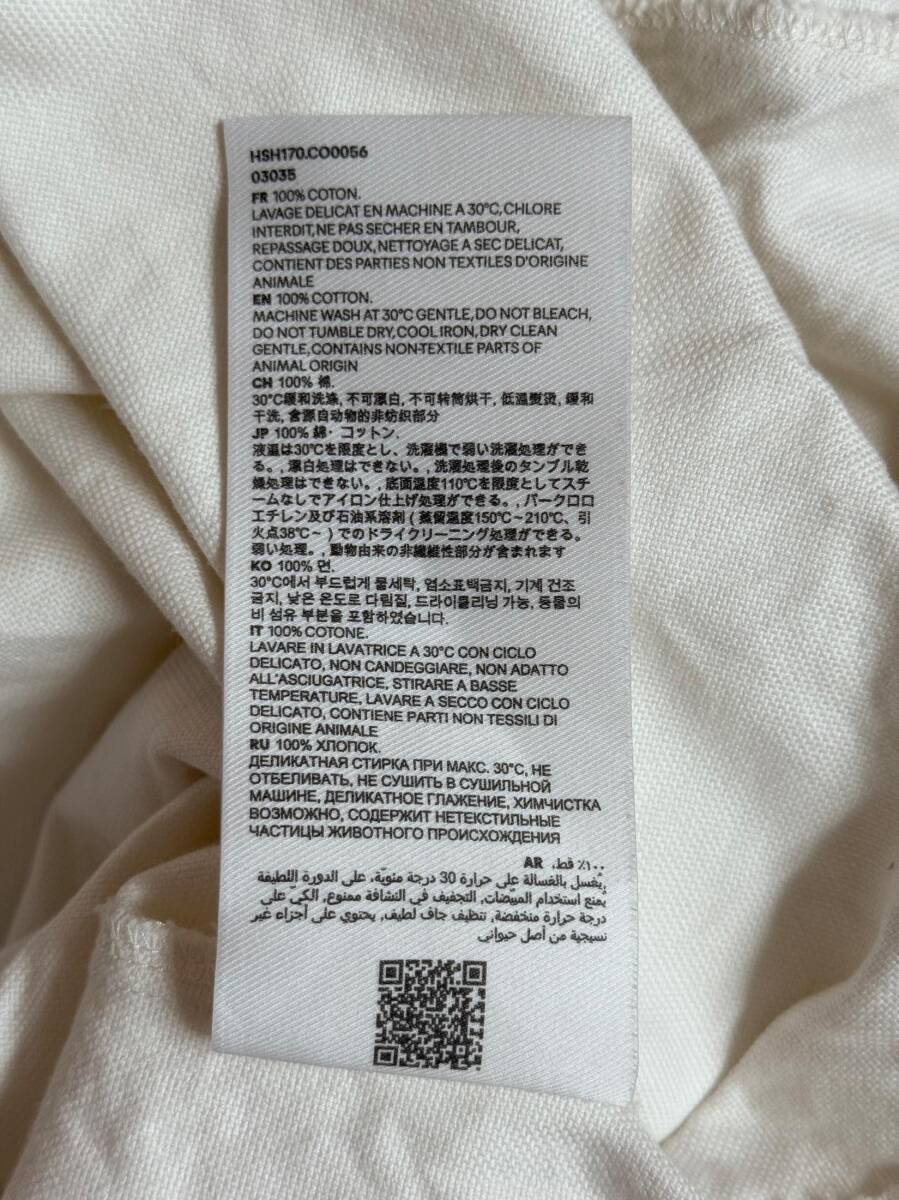 HSH170.CO0056
03035
FR 100% COTON.
LAVAGE DELICAT EN MACHINE A 30°C,CHLORE
INTERDIT,NE PAS SECHER EN TAMBOUR,
REPASSAGE DOUX,NETTOYAGE A SEC DELICAT,
CONTIENT DES PARTIES NON TEXTILES D'ORIGINE
ANIMALE
EN 100% COTTON.
MACHINE WASH AT 30°C GENTLE,DO NOT BLEACH,
DO NOT TUMBLE DRY,COOL IRON,DRY CLEAN
GENTLE,CONTAINS NON-TEXTILE PARTS OF
ANIMAL ORIGIN
CH 100% 棉.
30°C缓和洗涤, 不可漂白, 不可转筒烘干, 低温熨烫, 缓和
干洗, 含源自动物的非纺织部分
JP 100% 綿・コットン.
液温は30℃を限度とし、洗濯機で弱い洗濯処理ができ
る。, 漂白処理はできない。, 洗濯処理後のタンブル乾
燥処理はできない。, 底面温度110℃を限度としてスチ
ームなしでアイロン仕上げ処理ができる。, パークロロ
エチレン及び石油系溶剤 ( 蒸留温度150℃～210℃、引
火点38℃～ ) でのドライクリーニング処理ができる。
弱い処理。, 動物由来の非繊維性部分が含まれます
KO 100% 면.
30°C에서 부드럽게 물세탁, 염소표백금지, 기계 건조
금지, 낮은 온도로 다림질, 드라이클리닝 가능, 동물의
비 섬유 부분을 포함하였습니다.
IT 100% COTONE.
LAVARE IN LAVATRICE A 30°C CON CICLO
DELICATO, NON CANDEGGIARE, NON ADATTO
ALL'ASCIUGATRICE, STIRARE A BASSE
TEMPERATURE, LAVARE A SECCO CON CICLO
DELICATO, CONTIENE PARTI NON TESSILI DI
ORIGINE ANIMALE
RU 100% ХЛОПОК.
ДЕЛИКАТНАЯ СТИРКА ПРИ МАКС. 30°С, НЕ
ОТБЕЛИВАТЬ, НЕ СУШИТЬ В СУШИЛЬНОЙ
МАШИНЕ, ДЕЛИКАТНОЕ ГЛАЖЕНИЕ, ХИМЧИСТКА
ВОЗМОЖНО, СОДЕРЖИТ НЕТЕКСТИЛЬНЫЕ
ЧАСТИЦЫ ЖИВОТНОГО ПРОИСХОЖДЕНИЯ
١٠٠٪ قطن. AR
يُغسل بالغسالة على حرارة 30 درجة مئوية، على الدورة اللطيفة
يُمنع استخدام المبيّضات, التجفيف في النشافة ممنوع, الكيّ على
درجة حرارة منخفضة, تنظيف جاف لطيف, يحتوي على أجزاء غير
نسيجية من أصل حيواني